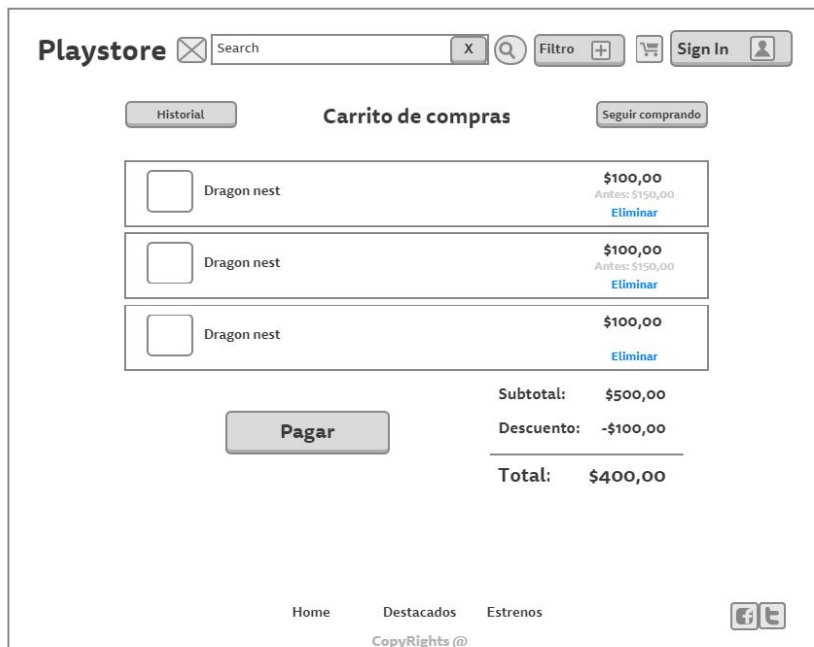 Playstore
Search
X
Filtro
Sign In
Historial
Carrito de compras
Seguir comprando
Dragon nest
$100,00
Antes: $150,00
Eliminar
Dragon nest
$100,00
Antes: $150,00
Eliminar
Dragon nest
$100,00
Eliminar
Subtotal: $500,00
Pagar
Descuento: -$100,00
Total: $400,00
Home Destacados Estrenos
CopyRights @